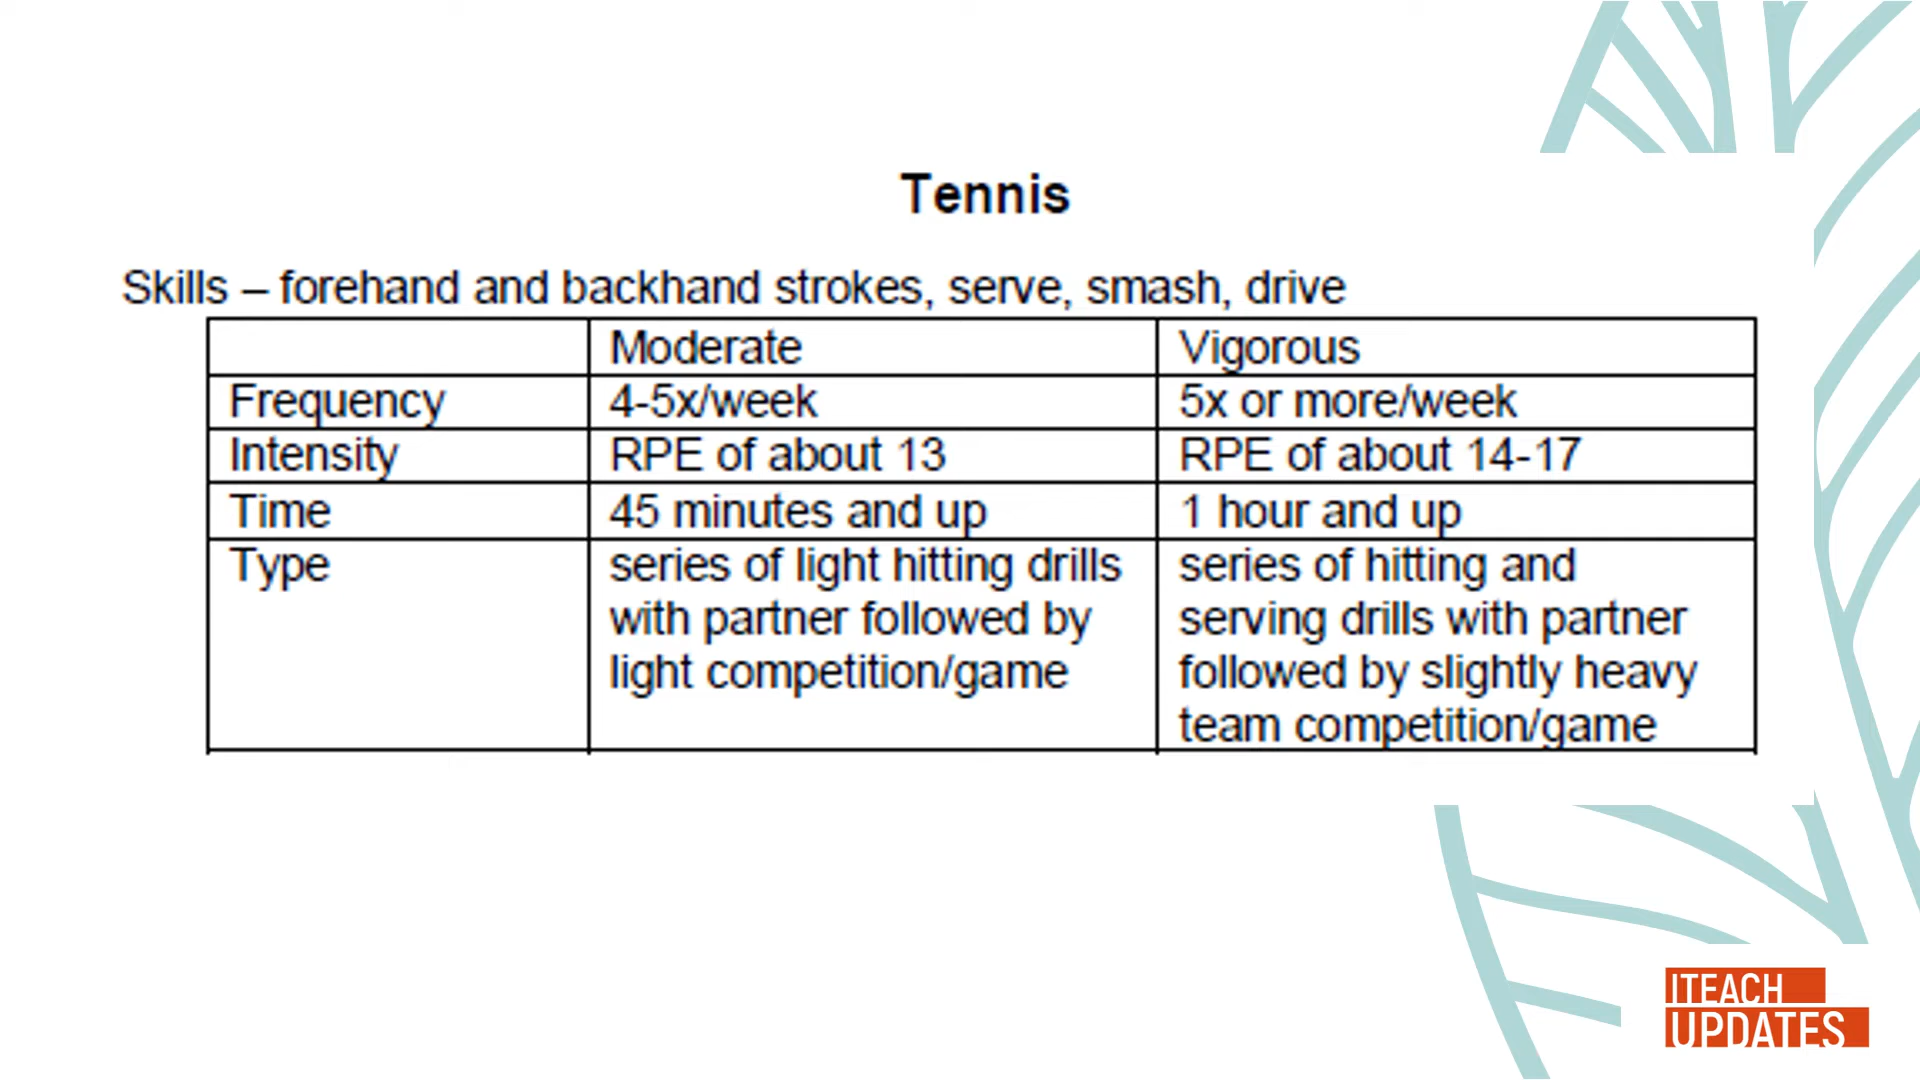 Tennis
Skills – forehand and backhand strokes, serve, smash, drive
Moderate Vigorous
Frequency 4-5x/week 5x or more/week
Intensity RPE of about 13 RPE of about 14-17
Time 45 minutes and up 1 hour and up
Type series of light hitting drills series of hitting and
with partner followed by serving drills with partner
light competition/game followed by slightly heavy
team competition/game
ITEACH
UPDATES